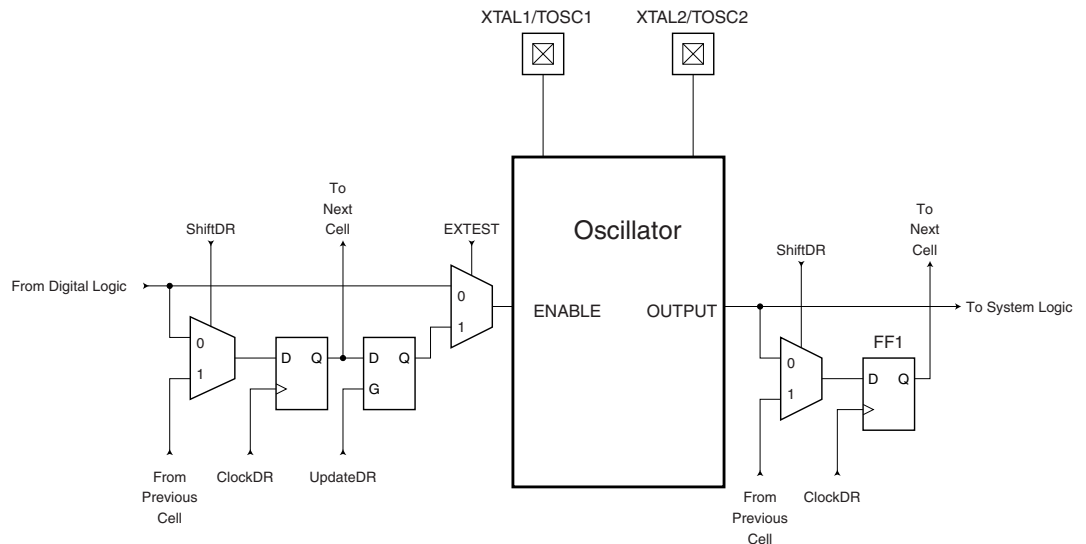 XTAL1/TOSC1
XTAL2/TOSC2
To
Next
Cell
ShiftDR
EXTEST
From Digital Logic
0
1
0
1
D Q
D Q
G
From
Previous
Cell
ClockDR
UpdateDR
Oscillator
ENABLE
OUTPUT
To
Next
Cell
ShiftDR
To System Logic
FF1
0
1
D Q
From
Previous
Cell
ClockDR